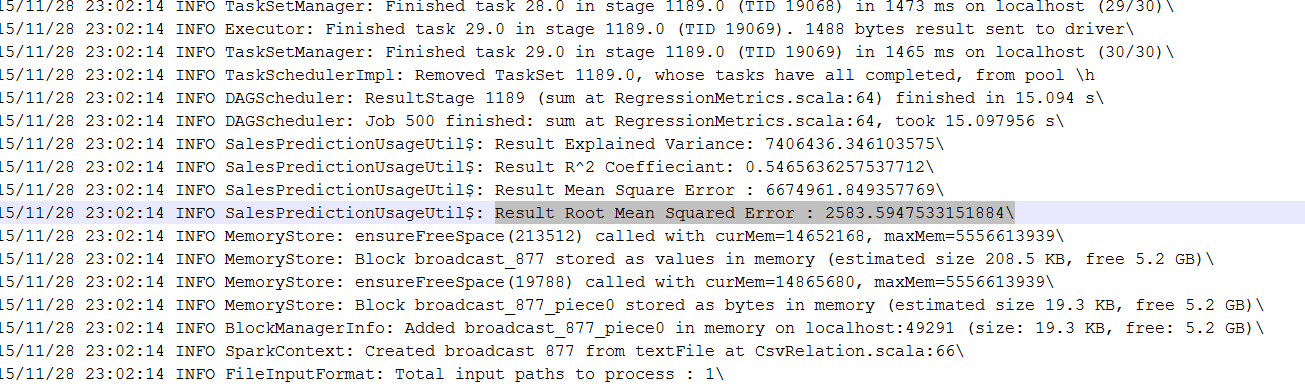 15/11/28 23:02:14 INFO TaskSetManager: Finished task 28.0 in stage 1189.0 (TID 19068) in 1473 ms on localhost (29/30)\
15/11/28 23:02:14 INFO Executor: Finished task 29.0 in stage 1189.0 (TID 19069). 1488 bytes result sent to driver\
15/11/28 23:02:14 INFO TaskSetManager: Finished task 29.0 in stage 1189.0 (TID 19069) in 1465 ms on localhost (30/30)\
15/11/28 23:02:14 INFO TaskSchedulerImpl: Removed TaskSet 1189.0, whose tasks have all completed, from pool \h
15/11/28 23:02:14 INFO DAGScheduler: ResultStage 1189 (sum at RegressionMetrics.scala:64) finished in 15.094 s\
15/11/28 23:02:14 INFO DAGScheduler: Job 500 finished: sum at RegressionMetrics.scala:64, took 15.097956 s\
15/11/28 23:02:14 INFO SalesPredictionUsageUtil$: Result Explained Variance: 7406436.346103575\
15/11/28 23:02:14 INFO SalesPredictionUsageUtil$: Result R^2 Coeffieciant: 0.5465636257537712\
15/11/28 23:02:14 INFO SalesPredictionUsageUtil$: Result Mean Square Error : 6674961.849357769\
15/11/28 23:02:14 INFO SalesPredictionUsageUtil$: Result Root Mean Squared Error : 2583.5947533151884\
15/11/28 23:02:14 INFO MemoryStore: ensureFreeSpace(213512) called with curMem=14652168, maxMem=5556613939\
15/11/28 23:02:14 INFO MemoryStore: Block broadcast_877 stored as values in memory (estimated size 208.5 KB, free 5.2 GB)\
15/11/28 23:02:14 INFO MemoryStore: ensureFreeSpace(19788) called with curMem=14865680, maxMem=5556613939\
15/11/28 23:02:14 INFO MemoryStore: Block broadcast_877_piece0 stored as bytes in memory (estimated size 19.3 KB, free 5.2 GB)\
15/11/28 23:02:14 INFO BlockManagerInfo: Added broadcast_877_piece0 in memory on localhost:49291 (size: 19.3 KB, free: 5.2 GB)\
15/11/28 23:02:14 INFO SparkContext: Created broadcast 877 from textFile at CsvRelation.scala:66\
15/11/28 23:02:14 INFO FileInputFormat: Total input paths to process : 1\